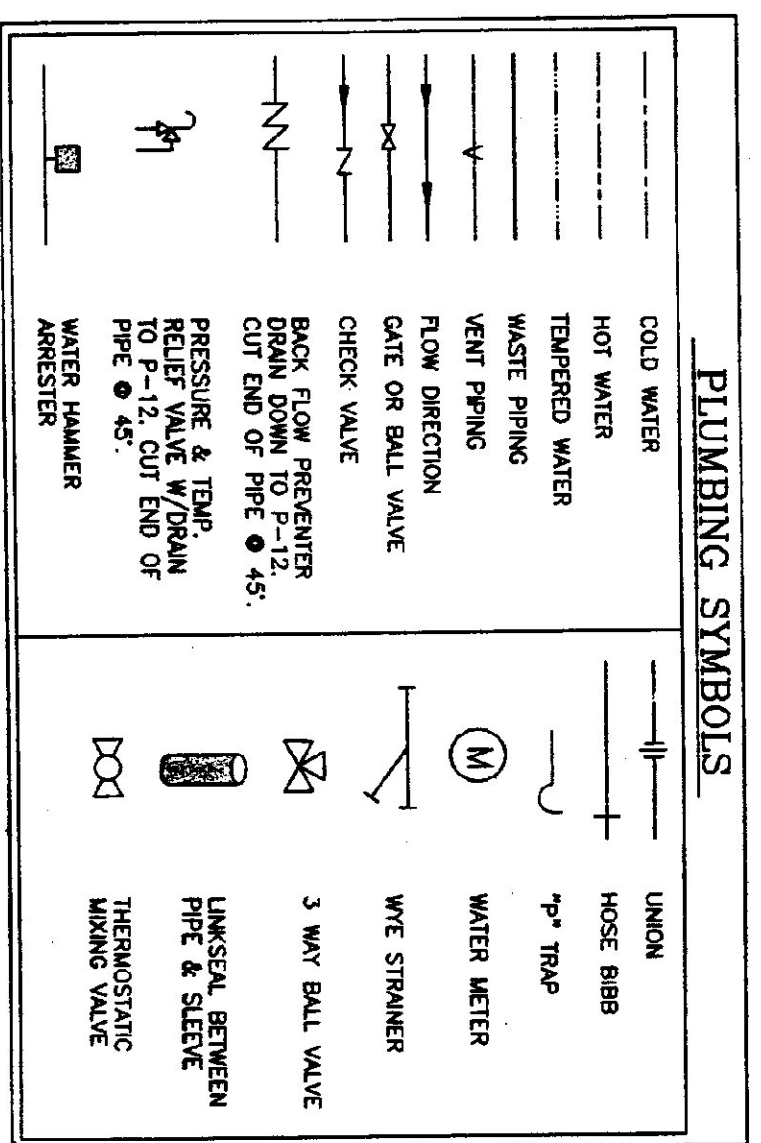 PLUMBING SYMBOLS
COLD WATER
HOT WATER
TEMPERED WATER
WASTE PIPING
VENT PIPING
FLOW DIRECTION
GATE OR BALL VALVE
CHECK VALVE
BACK FLOW PREVENTER
DRAIN DOWN TO P-12.
CUT END OF PIPE @ 45°.
PRESSURE & TEMP.
RELIEF VALVE W/DRAIN
TO P-12. CUT END OF
PIPE @ 45°.
WATER HAMMER
ARRESTER
UNION
HOSE BIBB
"P" TRAP
M
WATER METER
WYE STRAINER
3 WAY BALL VALVE
LINKSEAL BETWEEN
PIPE & SLEEVE
THERMOSTATIC
MIXING VALVE